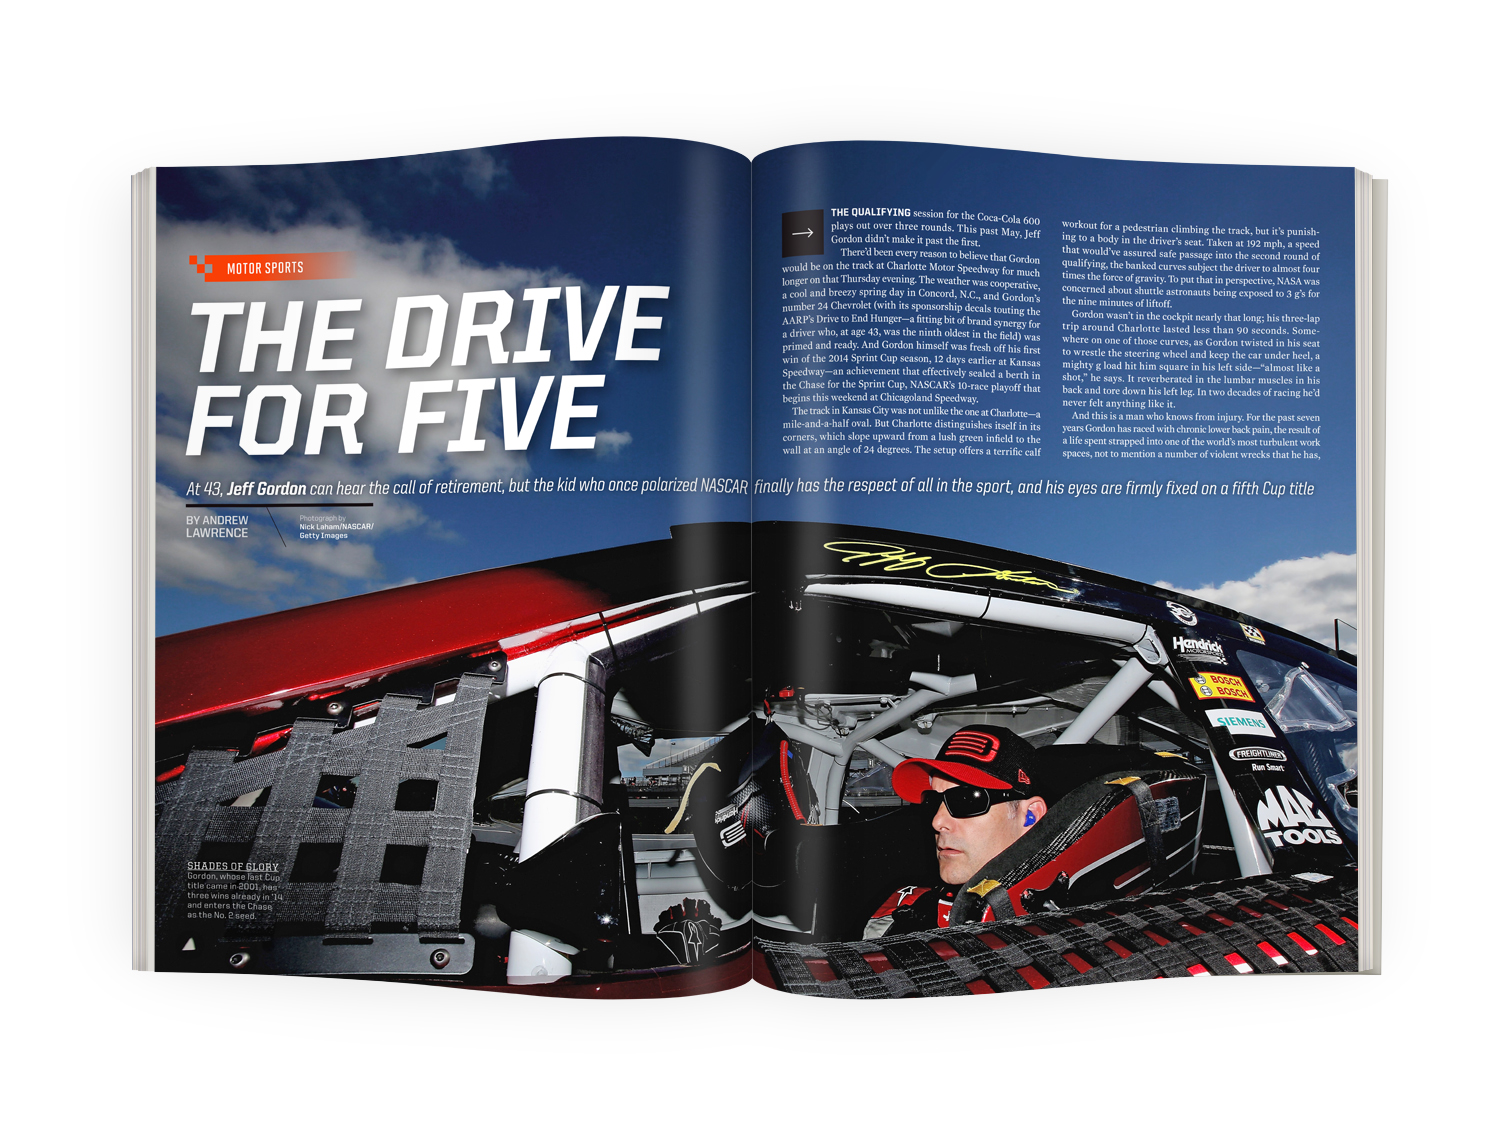 MOTOR SPORTS
THE DRIVE
FOR FIVE
At 43, Jeff Gordon can hear the call of retirement, but the kid who once polarized NASCAR finally has the respect of all in the sport, and his eyes are firmly fixed on a fifth Cup title
BY ANDREW
LAWRENCE
Photograph by
Nick Laham/NASCAR/
Getty Images
SHADES OF GLORY
Gordon, whose last Cup
title came in 2001, has
three wins already in '14
and enters the Chase
as the No. 2 seed.
THE QUALIFYING session for the Coca-Cola 600
plays out over three rounds. This past May, Jeff
Gordon didn't make it past the first.
There'd been every reason to believe that Gordon
would be on the track at Charlotte Motor Speedway for much
longer on that Thursday evening. The weather was cooperative,
a cool and breezy spring day in Concord, N.C., and Gordon's
number 24 Chevrolet (with its sponsorship decals touting the
AARP's Drive to End Hunger—a fitting bit of brand synergy for
a driver who, at age 43, was the ninth oldest in the field) was
primed and ready. And Gordon himself was fresh off his first
win of the 2014 Sprint Cup season, 12 days earlier at Kansas
Speedway—an achievement that effectively sealed a berth in
the Chase for the Sprint Cup, NASCAR's 10-race playoff that
begins this weekend at Chicagoland Speedway.
The track in Kansas City was not unlike the one at Charlotte—a
mile-and-a-half oval. But Charlotte distinguishes itself in its
corners, which slope upward from a lush green infield to the
wall at an angle of 24 degrees. The setup offers a terrific calf
workout for a pedestrian climbing the track, but it's punish-
ing to a body in the driver's seat. Taken at 192 mph, a speed
that would've assured safe passage into the second round of
qualifying, the banked curves subject the driver to almost four
times the force of gravity. To put that in perspective, NASA was
concerned about shuttle astronauts being exposed to 3 g's for
the nine minutes of liftoff.
Gordon wasn't in the cockpit nearly that long; his three-lap
trip around Charlotte lasted less than 90 seconds. Some-
where on one of those curves, as Gordon twisted in his seat
to wrestle the steering wheel and keep the car under heel, a
mighty g load hit him square in his left side—"almost like a
shot," he says. It reverberated in the lumbar muscles in his
back and tore down his left leg. In two decades of racing he'd
never felt anything like it.
And this is a man who knows from injury. For the past seven
years Gordon has raced with chronic lower back pain, the result of
a life spent strapped into one of the world's most turbulent work
spaces, not to mention a number of violent wrecks that he has,
Hendrick
MOTORSPORTS
BOSCH
BOSCH
SIEMENS
FREIGHTLINER
Run Smart
MAC
TOOLS